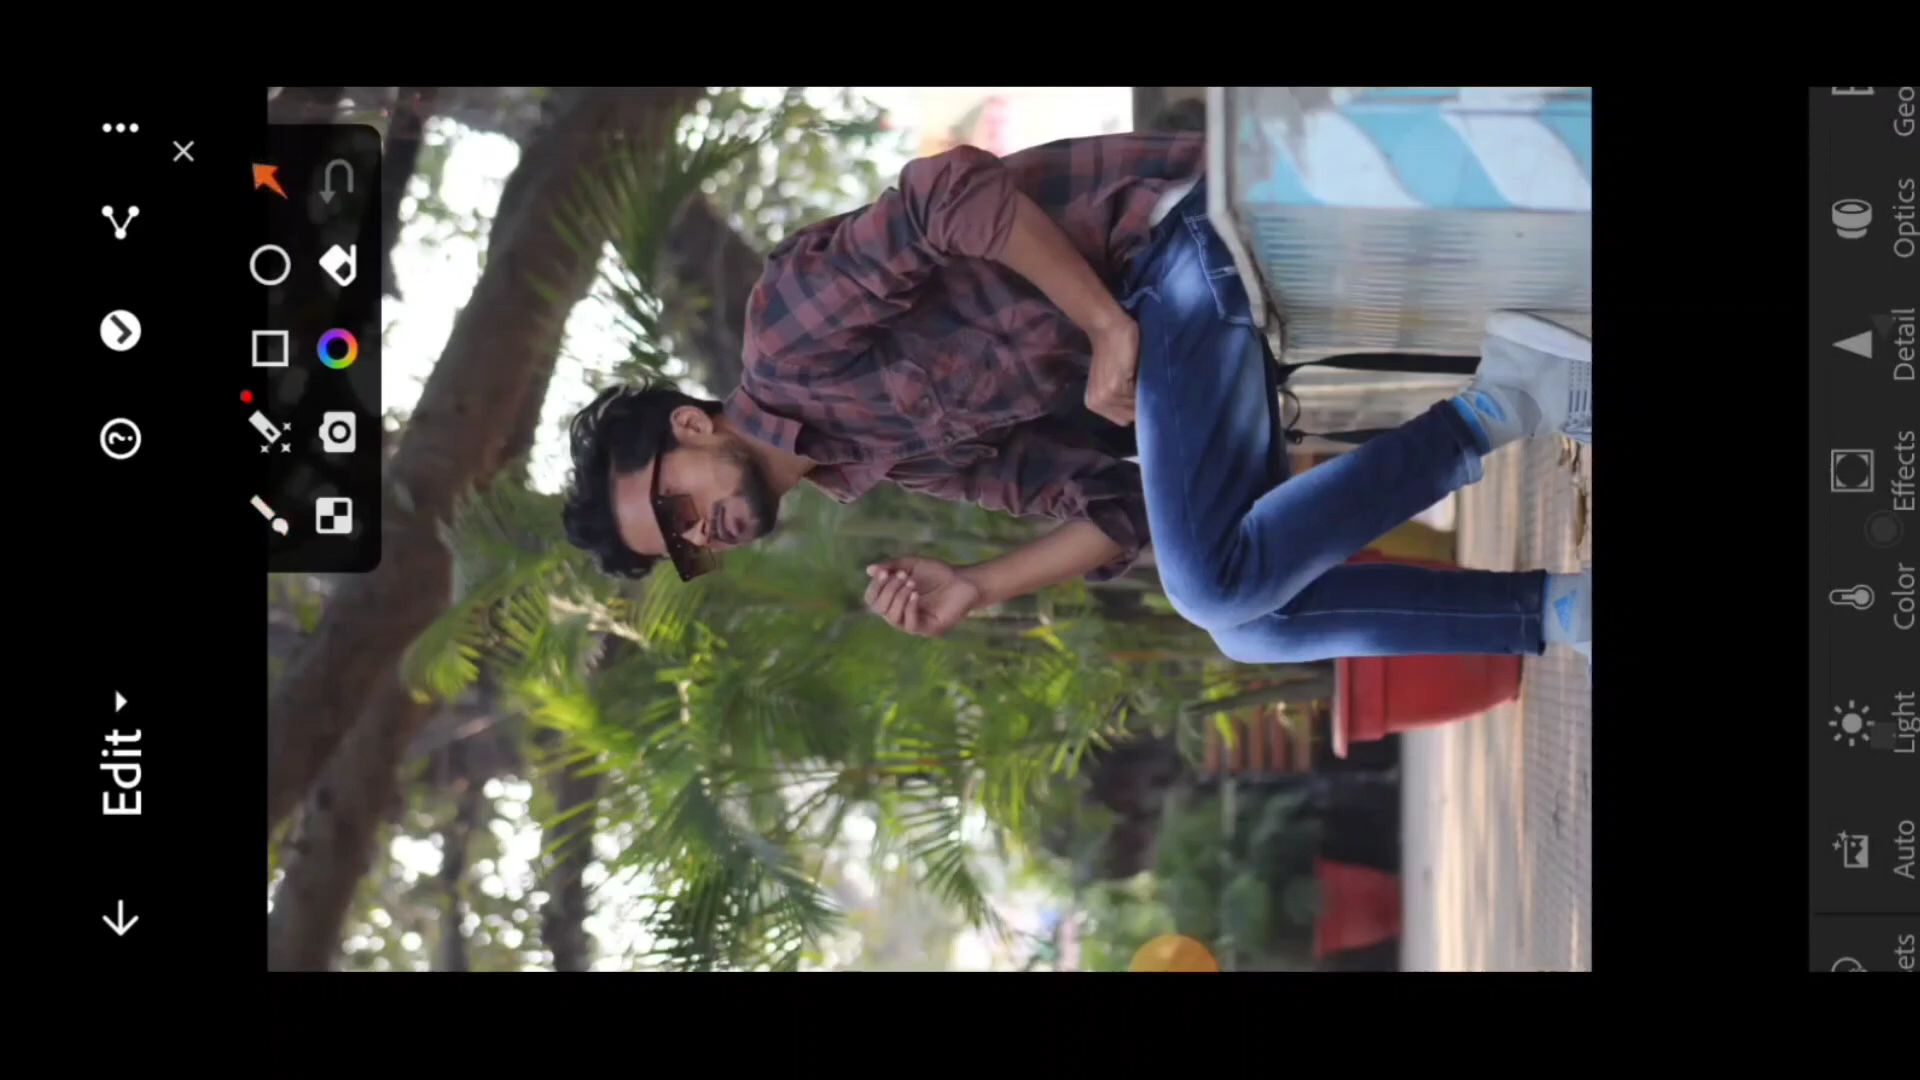 Edit
ets
Auto
Light
Color
Effects
Detail
Optics
Geo